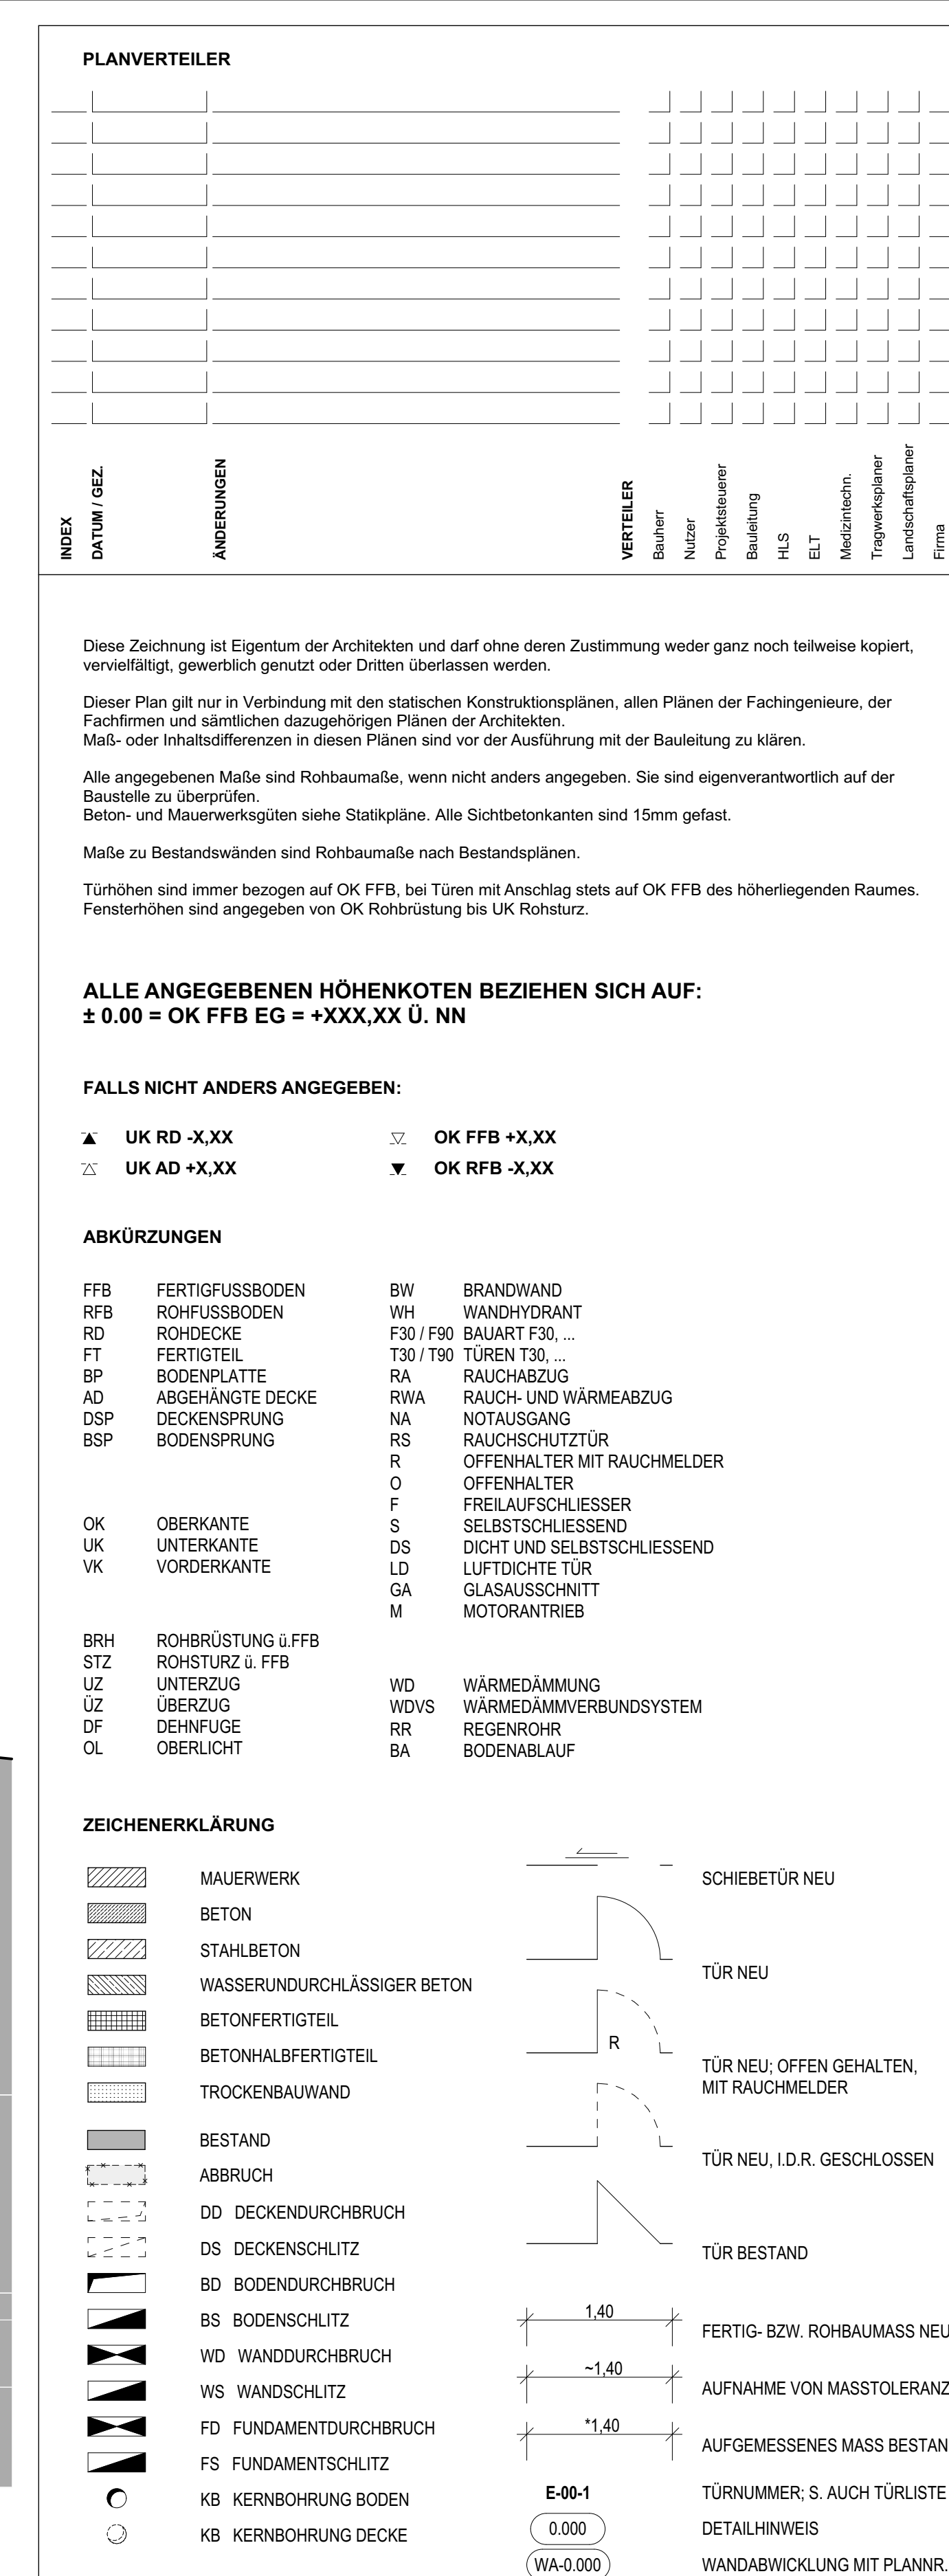 PLANVERTEILER
INDEX
DATUM / GEZ.
ÄNDERUNGEN
VERTEILER
Bauherr
Nutzer
Projektsteuerer
Bauleitung
HLS
ELT
Medizintechn.
Tragwerksplaner
Landschaftsplaner
Firma
Diese Zeichnung ist Eigentum der Architekten und darf ohne deren Zustimmung weder ganz noch teilweise kopiert,
vervielfältigt, gewerblich genutzt oder Dritten überlassen werden.
Dieser Plan gilt nur in Verbindung mit den statischen Konstruktionsplänen, allen Plänen der Fachingenieure, der
Fachfirmen und sämtlichen dazugehörigen Plänen der Architekten.
Maß- oder Inhaltsdifferenzen in diesen Plänen sind vor der Ausführung mit der Bauleitung zu klären.
Alle angegebenen Maße sind Rohbaumaße, wenn nicht anders angegeben. Sie sind eigenverantwortlich auf der
Baustelle zu überprüfen.
Beton- und Mauerwerksgüten siehe Statikpläne. Alle Sichtbetonkanten sind 15mm gefast.
Maße zu Bestandswänden sind Rohbaumaße nach Bestandsplänen.
Türhöhen sind immer bezogen auf OK FFB, bei Türen mit Anschlag stets auf OK FFB des höherliegenden Raumes.
Fensterhöhen sind angegeben von OK Rohbrüstung bis UK Rohsturz.
ALLE ANGEGEBENEN HÖHENKOTEN BEZIEHEN SICH AUF:
± 0.00 = OK FFB EG = +XXX,XX Ü. NN
FALLS NICHT ANDERS ANGEGEBEN:
UK RD -X,XX OK FFB +X,XX
UK AD +X,XX OK RFB -X,XX
ABKÜRZUNGEN
FFB FERTIGFUSSBODEN
RFB ROHFUSSBODEN
RD ROHDECKE
FT FERTIGTEIL
BP BODENPLATTE
AD ABGEHÄNGTE DECKE
DSP DECKENSPRUNG
BSP BODENSPRUNG
OK OBERKANTE
UK UNTERKANTE
VK VORDERKANTE
BRH ROHBRÜSTUNG ü.FFB
STZ ROHSTURZ ü. FFB
UZ UNTERZUG
ÜZ ÜBERZUG
DF DEHNFUGE
OL OBERLICHT
BW BRANDWAND
WH WANDHYDRANT
F30 / F90 BAUART F30, ...
T30 / T90 TÜREN T30, ...
RA RAUCHABZUG
RWA RAUCH- UND WÄRMEABZUG
NA NOTAUSGANG
RS RAUCHSCHUTZTÜR
R OFFENHALTER MIT RAUCHMELDER
O OFFENHALTER
F FREILAUFSCHLIESSER
S SELBSTSCHLIESSEND
DS DICHT UND SELBSTSCHLIESSEND
LD LUFTDICHTE TÜR
GA GLASAUSSCHNITT
M MOTORANTRIEB
WD WÄRMEDÄMMUNG
WDVS WÄRMEDÄMMVERBUNDSYSTEM
RR REGENROHR
BA BODENABLAUF
ZEICHENERKLÄRUNG
MAUERWERK
BETON
STAHLBETON
WASSERUNDURCHLÄSSIGER BETON
BETONFERTIGTEIL
BETONHALBFERTIGTEIL
TROCKENBAUWAND
BESTAND
ABBRUCH
DD DECKENDURCHBRUCH
DS DECKENSCHLITZ
BD BODENDURCHBRUCH
BS BODENSCHLITZ
WD WANDDURCHBRUCH
WS WANDSCHLITZ
FD FUNDAMENTDURCHBRUCH
FS FUNDAMENTSCHLITZ
KB KERNBOHRUNG BODEN
KB KERNBOHRUNG DECKE
SCHIEBETÜR NEU
TÜR NEU
R
TÜR NEU; OFFEN GEHALTEN,
MIT RAUCHMELDER
TÜR NEU, I.D.R. GESCHLOSSEN
TÜR BESTAND
1,40
FERTIG- BZW. ROHBAUMASS NEU
~1,40
AUFNAHME VON MASSTOLERANZ
*1,40
AUFGEMESSENES MASS BESTAN
E-00-1 TÜRNUMMER; S. AUCH TÜRLISTE
0.000 DETAILHINWEIS
WA-0.000 WANDABWICKLUNG MIT PLANNR.